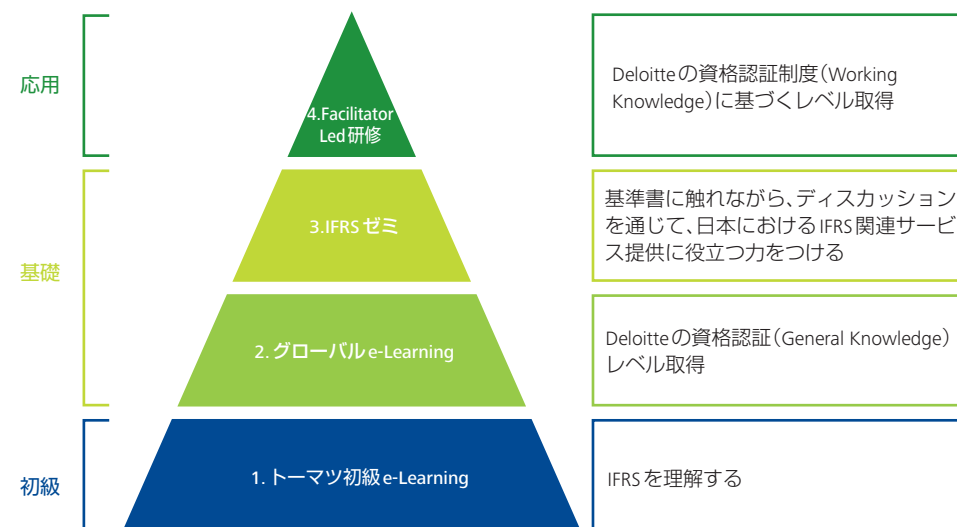 応用
4.Facilitator
Led研修
Deloitteの資格認証制度（Working
Knowledge）に基づくレベル取得
基礎
3.IFRS ゼミ
基準書に触れながら、ディスカッション
を通じて、日本におけるIFRS関連サービ
ス提供に役立つ力をつける
2. グローバルe-Learning
Deloitteの資格認証（General Knowledge）
レベル取得
初級
1. トーマツ初級e-Learning
IFRSを理解する